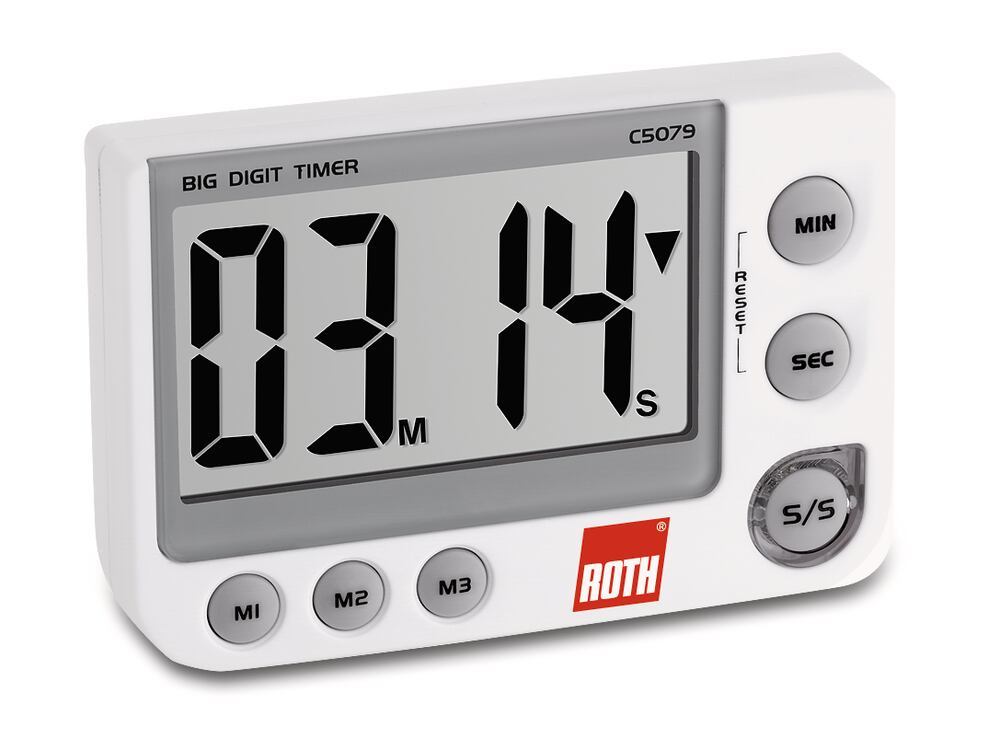 BIG DIGIT TIMER
C5079
03 M 14 S
MIN
RESET
SEC
S/S
M1
M2
M3
ROTH®